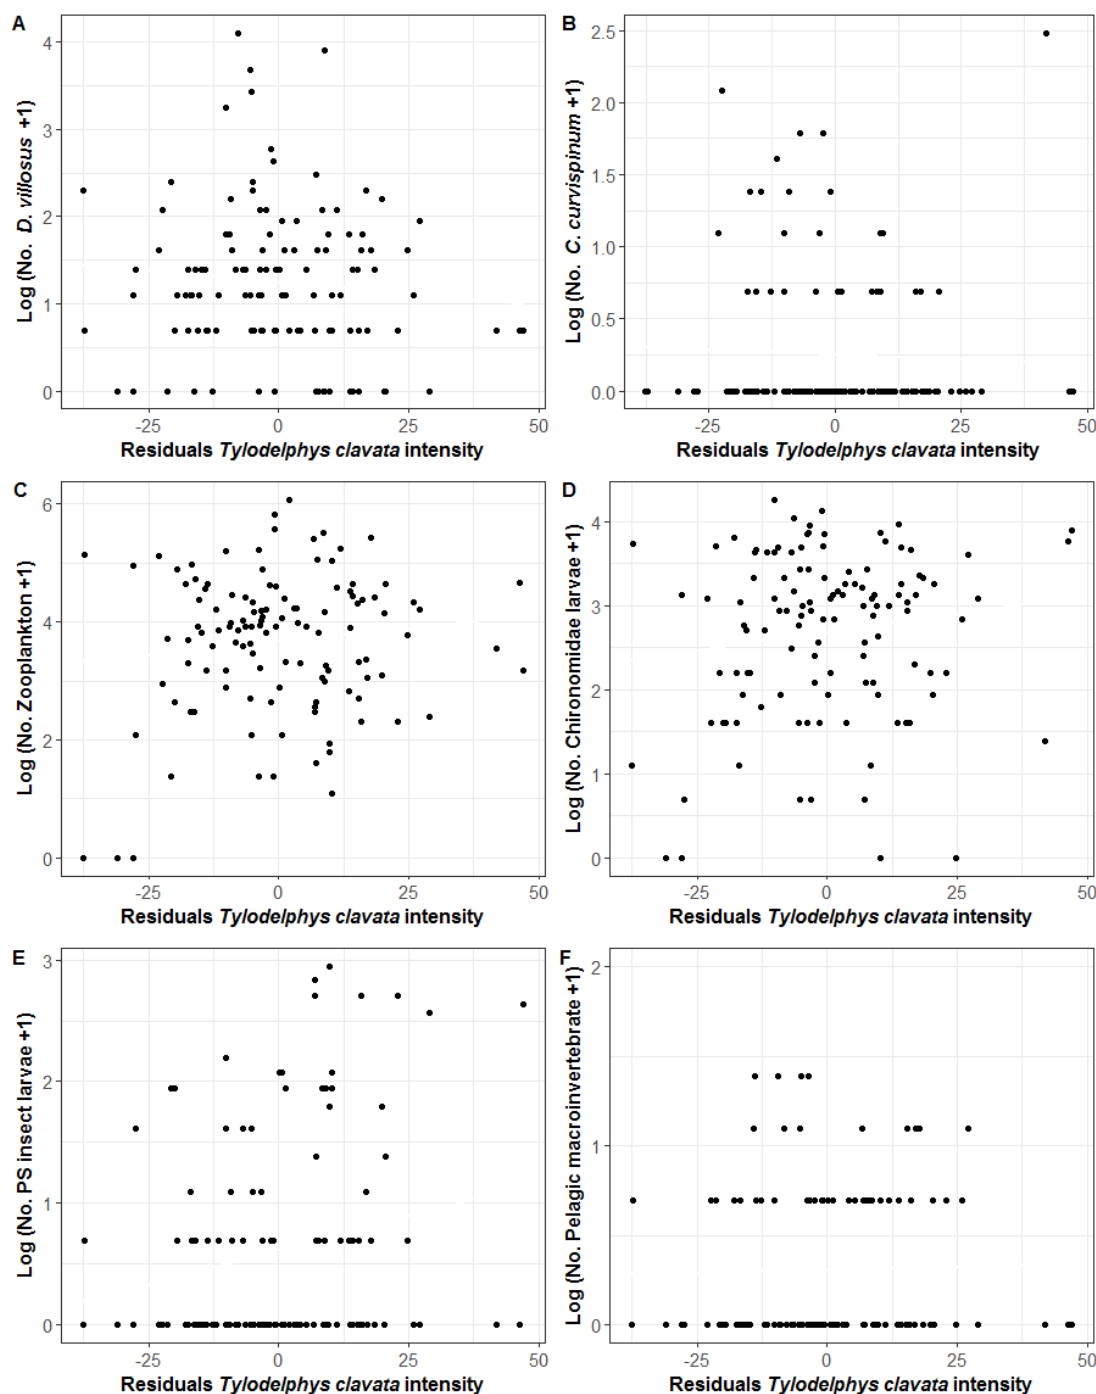 A
B
Log (No. D. villosus +1)
4
3
2
1
0
-25 0 25 50
Residuals Tylodelphys clavata intensity
Log (No. C. curvispinum +1)
2.5
2.0
1.5
1.0
0.5
0.0
-25 0 25 50
Residuals Tylodelphys clavata intensity
C
D
Log (No. Zooplankton +1)
6
4
2
0
-25 0 25 50
Residuals Tylodelphys clavata intensity
Log (No. Chironomidae larvae +1)
4
3
2
1
0
-25 0 25 50
Residuals Tylodelphys clavata intensity
E
F
Log (No. PS insect larvae +1)
3
2
1
0
-25 0 25 50
Residuals Tylodelphys clavata intensity
Log (No. Pelagic macroinvertebrate +1)
2
1
0
-25 0 25 50
Residuals Tylodelphys clavata intensity